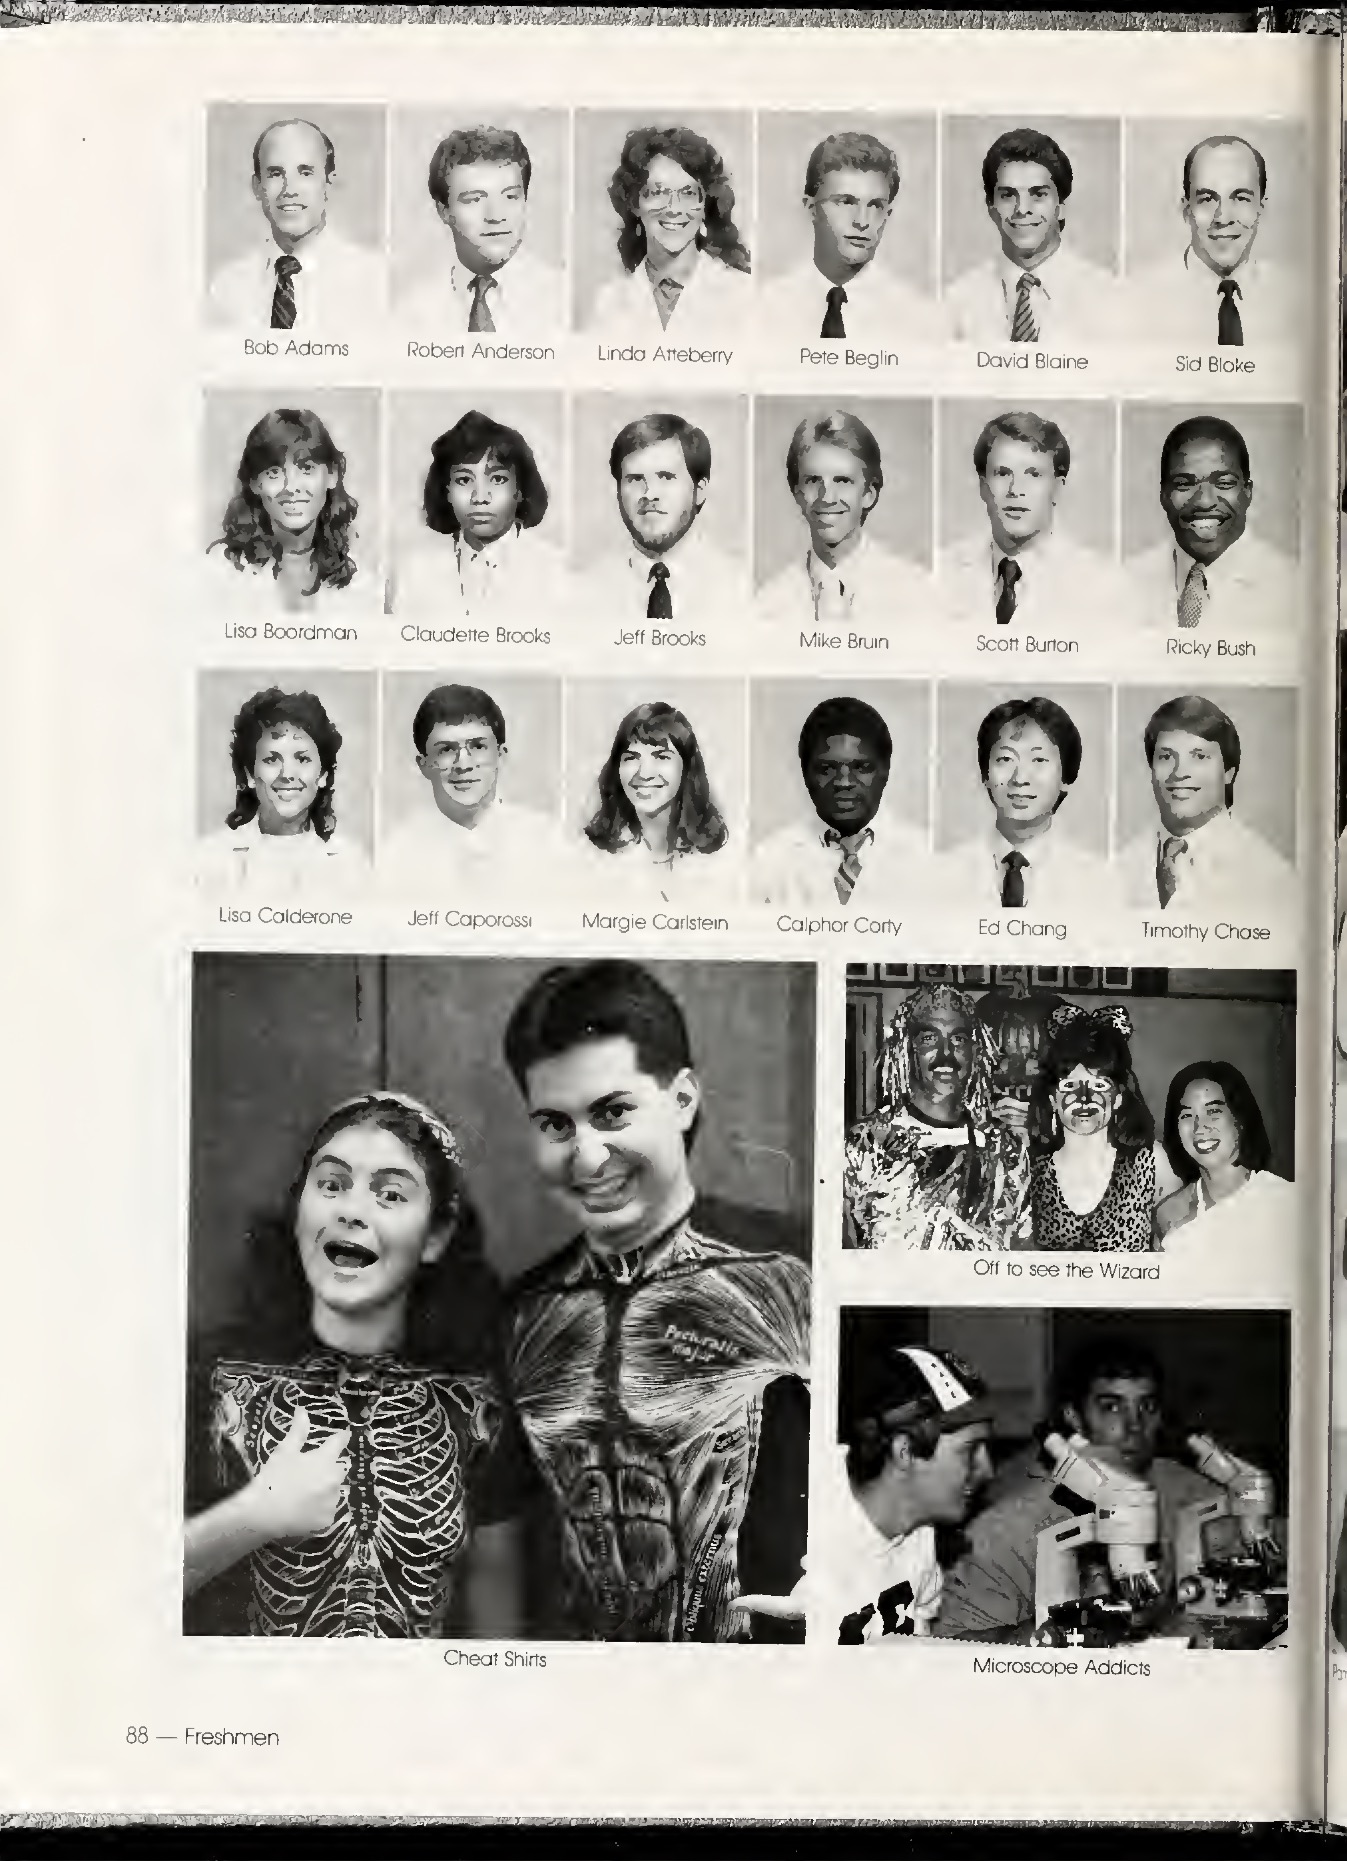 Bob Adams
Robert Anderson
Linda Atteberry
Pete Beglin
David Blaine
Sid Bloke
Lisa Boordman
Claudette Brooks
Jeff Brooks
Mike Bruin
Scott Burton
Ricky Bush
Lisa Calderone
Jeff Caporossi
Margie Carlstein
Calphor Carty
Ed Chang
Timothy Chase
Pectoralis
major
obliquus externus
Off to see the Wizard
Cheat Shirts
Microscope Addicts
88 — Freshmen